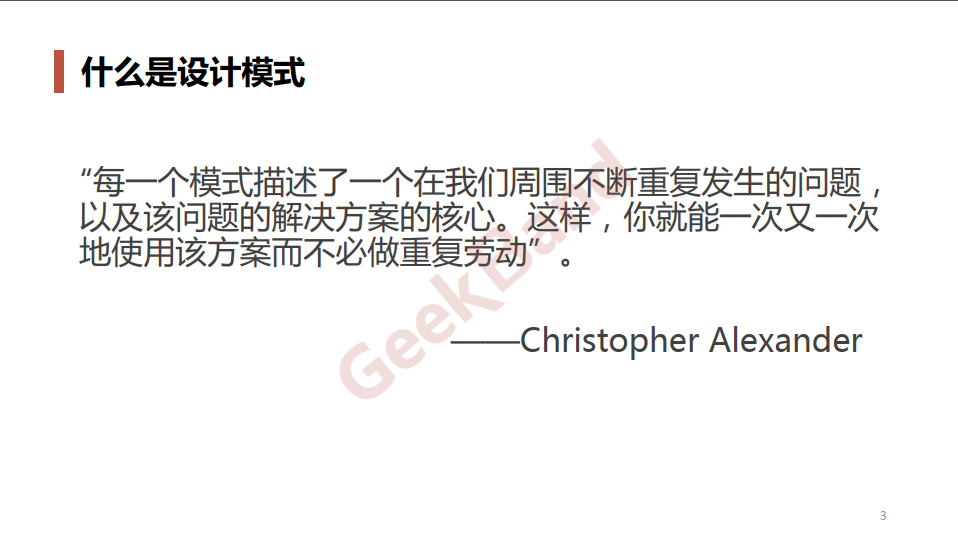 什么是设计模式
“每一个模式描述了一个在我们周围不断重复发生的问题，
以及该问题的解决方案的核心。这样，你就能一次又一次
地使用该方案而不必做重复劳动”。
——Christopher Alexander
GeekBand
3